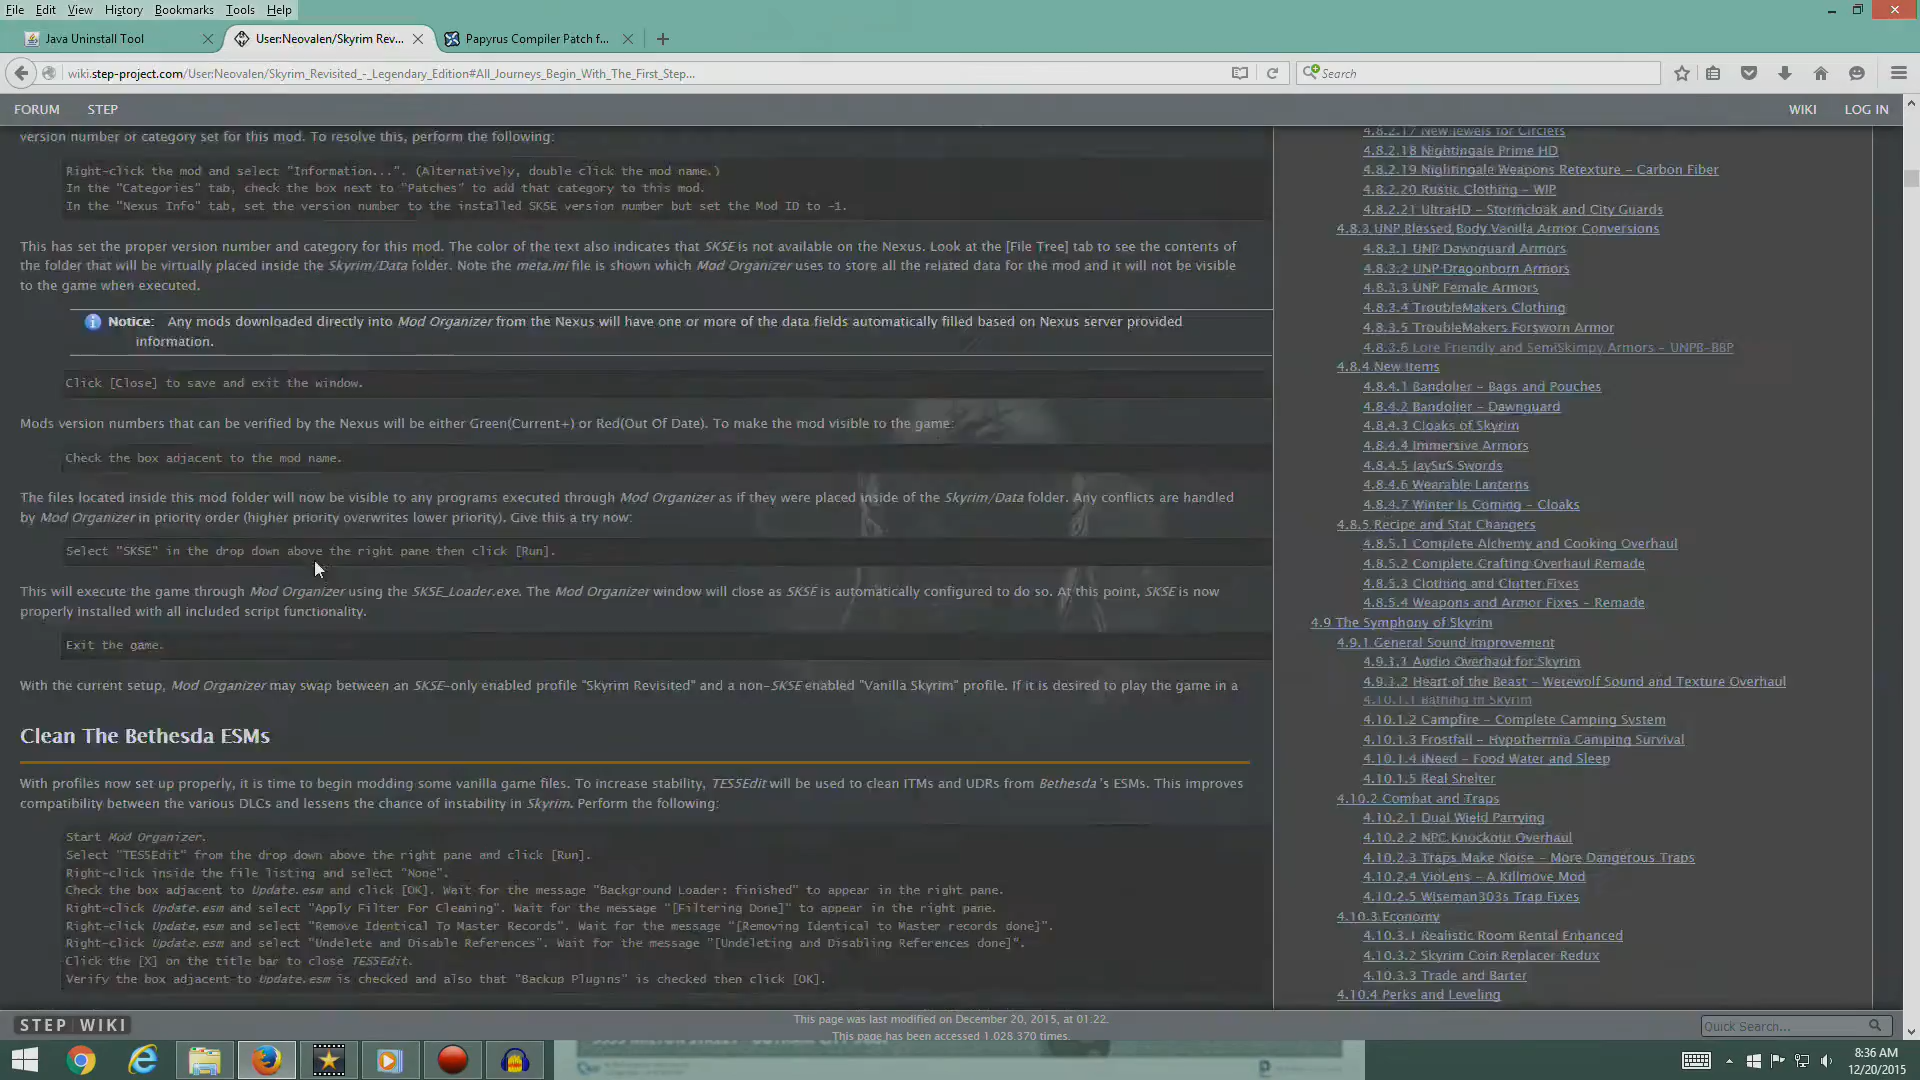 File Edit View History Bookmarks Tools Help
Java Uninstall Tool
User:Neovalen/Skyrim Rev...
Papyrus Compiler Patch f...
wiki.step-project.com/User:Neovalen/Skyrim_Revisited_-_Legendary_Edition#All_Journeys_Begin_With_The_First_Step...
Search
FORUM STEP WIKI LOG IN
version number or category set for this mod. To resolve this, perform the following:
Right-click the mod and select "Information...". (Alternatively, double click the mod name.)
In the "Categories" tab, check the box next to "Patches" to add that category to this mod.
In the "Nexus Info" tab, set the version number to the installed SKSE version number but set the Mod ID to -1.
This has set the proper version number and category for this mod. The color of the text also indicates that SKSE is not available on the Nexus. Look at the [File Tree] tab to see the contents
of the folder that will be virtually placed inside the Skyrim/Data folder. Note the meta.ini file is shown which Mod Organizer uses to store all the related data for the mod and it will not be visible
to the game when executed.
Notice: Any mods downloaded directly into Mod Organizer from the Nexus will have one or more of the data fields automatically filled based on Nexus server provided
information.
Click [Close] to save and exit the window.
Mods version numbers that can be verified by the Nexus will be either Green(Current+) or Red(Out Of Date). To make the mod visible to the game:
Check the box adjacent to the mod name.
The files located inside this mod folder will now be visible to any programs executed through Mod Organizer as if they were placed inside of the Skyrim/Data folder. Any conflicts are handled
by Mod Organizer in priority order (higher priority overwrites lower priority). Give this a try now:
Select "SKSE" in the drop down above the right pane then click [Run].
This will execute the game through Mod Organizer using the SKSE_Loader.exe. The Mod Organizer window will close as SKSE is automatically configured to do so. At this point, SKSE is now
properly installed with all included script functionality.
Exit the game.
With the current setup, Mod Organizer may swap between an SKSE-only enabled profile "Skyrim Revisited" and a non-SKSE enabled "Vanilla Skyrim" profile. If it is desired to play the game in a
Clean The Bethesda ESMs
With profiles now set up properly, it is time to begin modding some vanilla game files. To increase stability, TES5Edit will be used to clean ITMs and UDRs from Bethesda's ESMs. This improves
compatibility between the various DLCs and lessens the chance of instability in Skyrim. Perform the following:
Start Mod Organizer.
Select "TES5Edit" from the drop down above the right pane and click [Run].
Right-click inside the file listing and select "None".
Check the box adjacent to Update.esm and click [OK]. Wait for the message "Background Loader: finished" to appear in the right pane.
Right-click Update.esm and select "Apply Filter For Cleaning". Wait for the message "[Filtering Done]" to appear in the right pane.
Right-click Update.esm and select "Remove Identical To Master Records". Wait for the message "[Removing Identical to Master records done]".
Right-click Update.esm and select "Undelete and Disable References". Wait for the message "[Undeleting and Disabling References done]".
Click the [X] on the title bar to close TES5Edit.
Verify the box adjacent to Update.esm is checked and also that "Backup Plugins" is checked then click [OK].
4.8.2.17 New Jewels for Circlets
4.8.2.18 Nightingale Prime HD
4.8.2.19 Nightingale Weapons Retexture – Carbon Fiber
4.8.2.20 Rustic Clothing – WIP
4.8.2.21 UltraHD – Stormcloak and City Guards
4.8.3 UNP Blessed Body Vanilla Armor Conversions
4.8.3.1 UNP Dawnguard Armors
4.8.3.2 UNP Dragonborn Armors
4.8.3.3 UNP Female Armors
4.8.3.4 TroubleMakers Clothing
4.8.3.5 TroubleMakers Forsworn Armor
4.8.3.6 Lore Friendly and SemiSkimpy Armors – UNPB-BBP
4.8.4 New Items
4.8.4.1 Bandolier – Bags and Pouches
4.8.4.2 Bandolier – Dawnguard
4.8.4.3 Cloaks of Skyrim
4.8.4.4 Immersive Armors
4.8.4.5 JaySuS Swords
4.8.4.6 Wearable Lanterns
4.8.4.7 Winter Is Coming – Cloaks
4.8.5 Recipe and Stat Changers
4.8.5.1 Complete Alchemy and Cooking Overhaul
4.8.5.2 Complete Crafting Overhaul Remade
4.8.5.3 Clothing and Clutter Fixes
4.8.5.4 Weapons and Armor Fixes – Remade
4.9 The Symphony of Skyrim
4.9.1 General Sound Improvement
4.9.1.1 Audio Overhaul for Skyrim
4.9.1.2 Heart of the Beast – Werewolf Sound and Texture Overhaul
4.10.1.1 Bathing in Skyrim
4.10.1.2 Campfire – Complete Camping System
4.10.1.3 Frostfall – Hypothermia Camping Survival
4.10.1.4 iNeed – Food Water and Sleep
4.10.1.5 Real Shelter
4.10.2 Combat and Traps
4.10.2.1 Dual Wield Parrying
4.10.2.2 NPC Knockout Overhaul
4.10.2.3 Traps Make Noise – More Dangerous Traps
4.10.2.4 VioLens – A Killmove Mod
4.10.2.5 Wiseman303s Trap Fixes
4.10.3 Economy
4.10.3.1 Realistic Room Rental Enhanced
4.10.3.2 Skyrim Coin Replacer Redux
4.10.3.3 Trade and Barter
4.10.4 Perks and Leveling
STEP WIKI
This page was last modified on December 20, 2015, at 01:22.
This page has been accessed 1,028,370 times.
Quick Search...
8:36 AM
12/20/2015